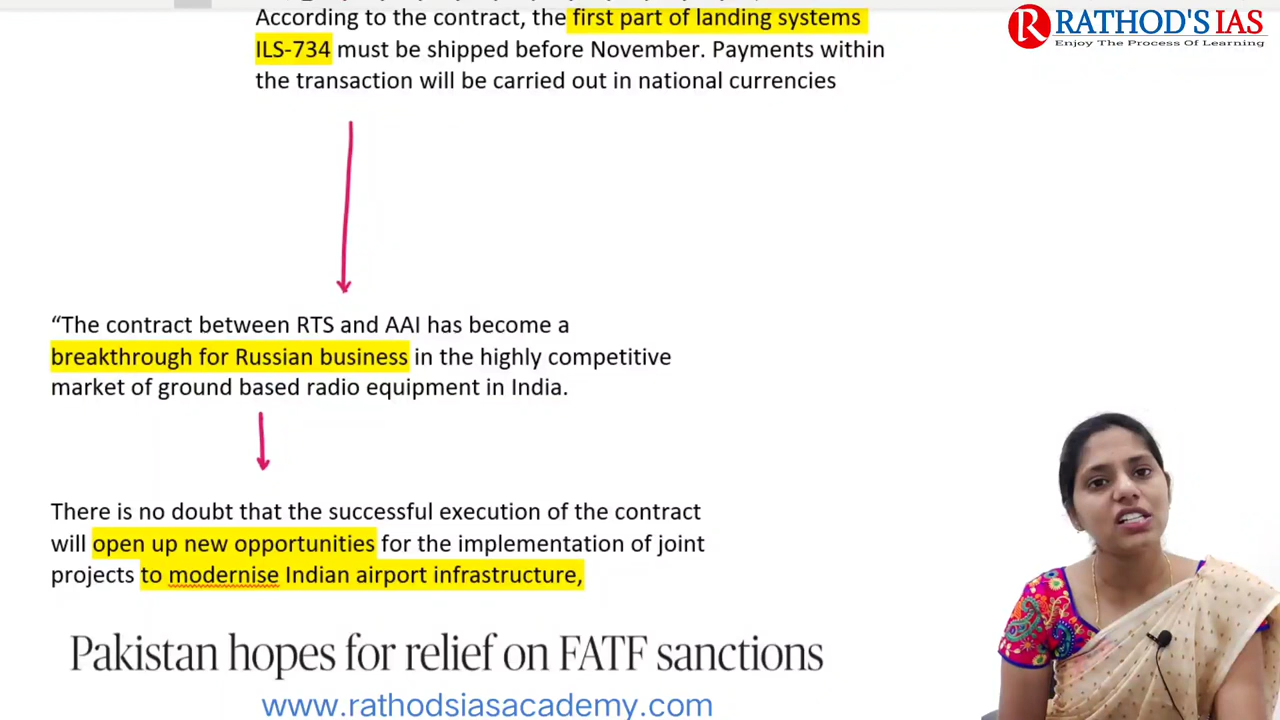 According to the contract, the first part of landing systems
ILS-734 must be shipped before November. Payments within
the transaction will be carried out in national currencies
RATHOD'S IAS
Enjoy The Process Of Learning
“The contract between RTS and AAI has become a
breakthrough for Russian business in the highly competitive
market of ground based radio equipment in India.
There is no doubt that the successful execution of the contract
will open up new opportunities for the implementation of joint
projects to modernise Indian airport infrastructure,
Pakistan hopes for relief on FATF sanctions
www.rathodsiasacademy.com